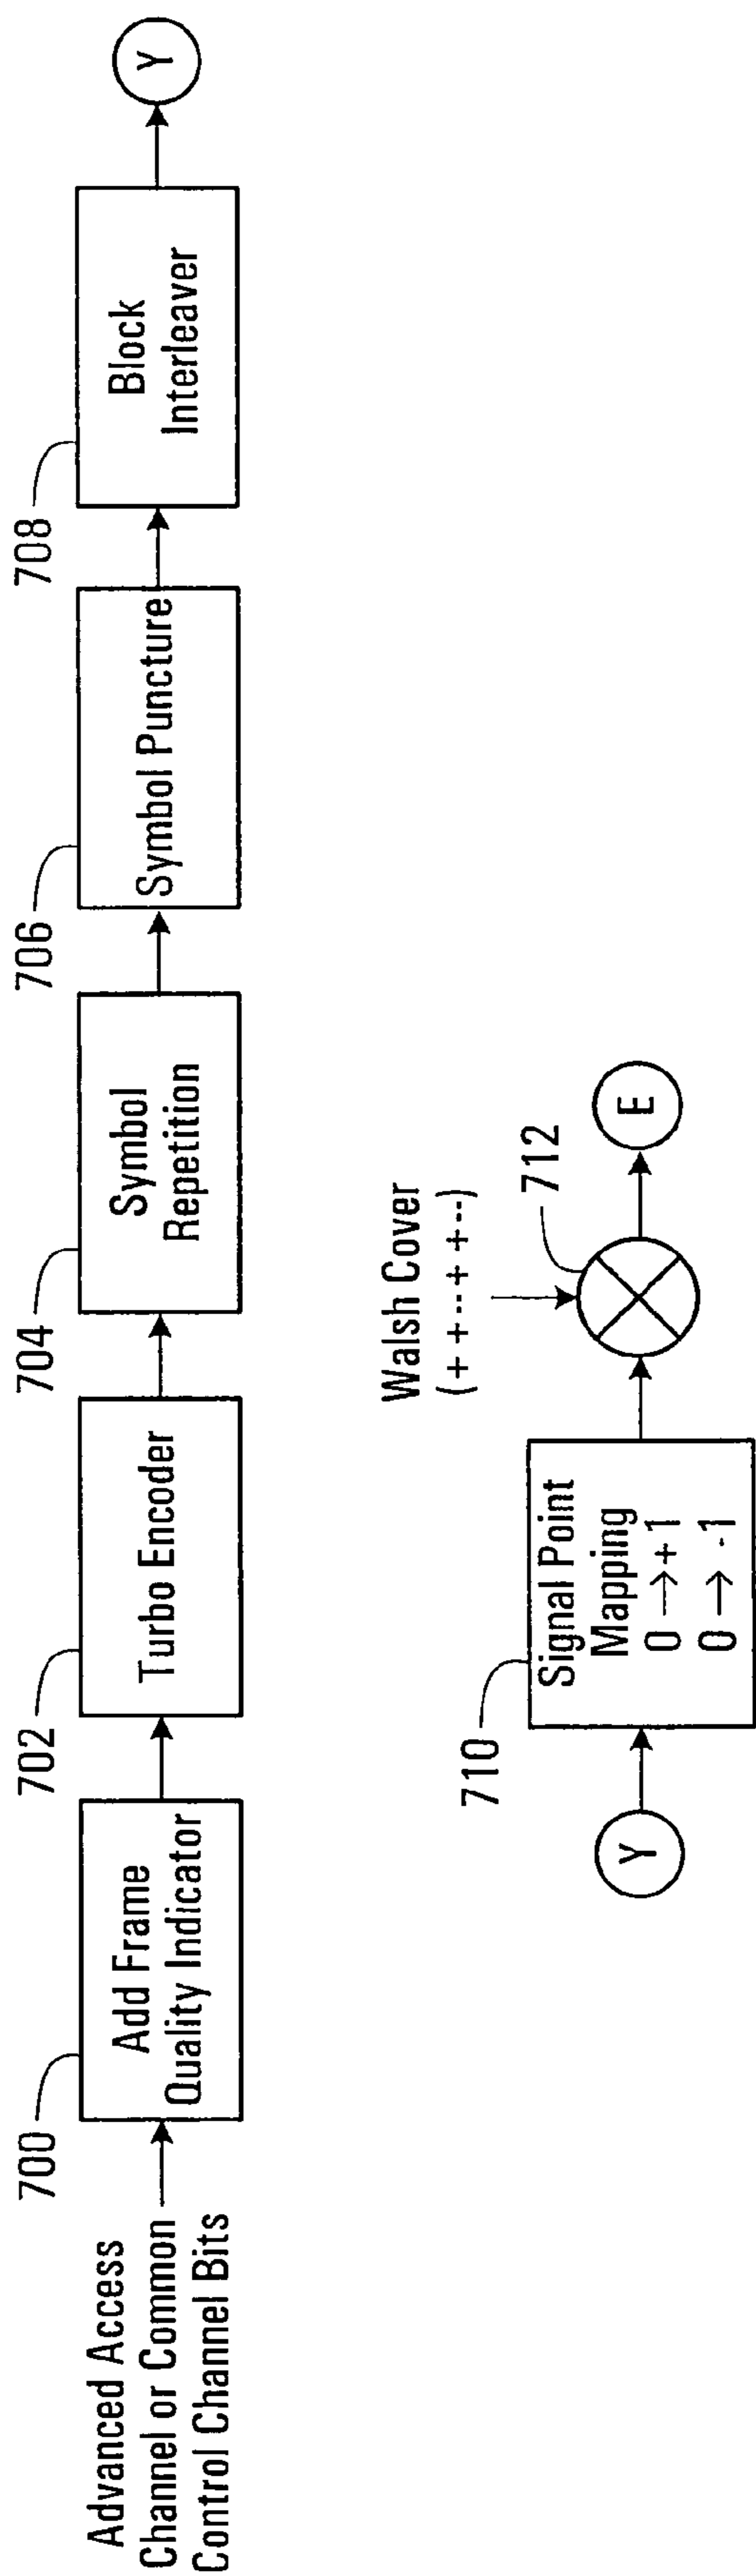 Advanced Access
Channel or Common
Control Channel Bits
700
Add Frame
Quality Indicator
702
Turbo Encoder
704
Symbol
Repetition
706
Symbol Puncture
708
Block
Interleaver
Y
Y
710
Signal Point
Mapping
0 → +1
0 → -1
Walsh Cover
(+ + -- + + --)
712
E